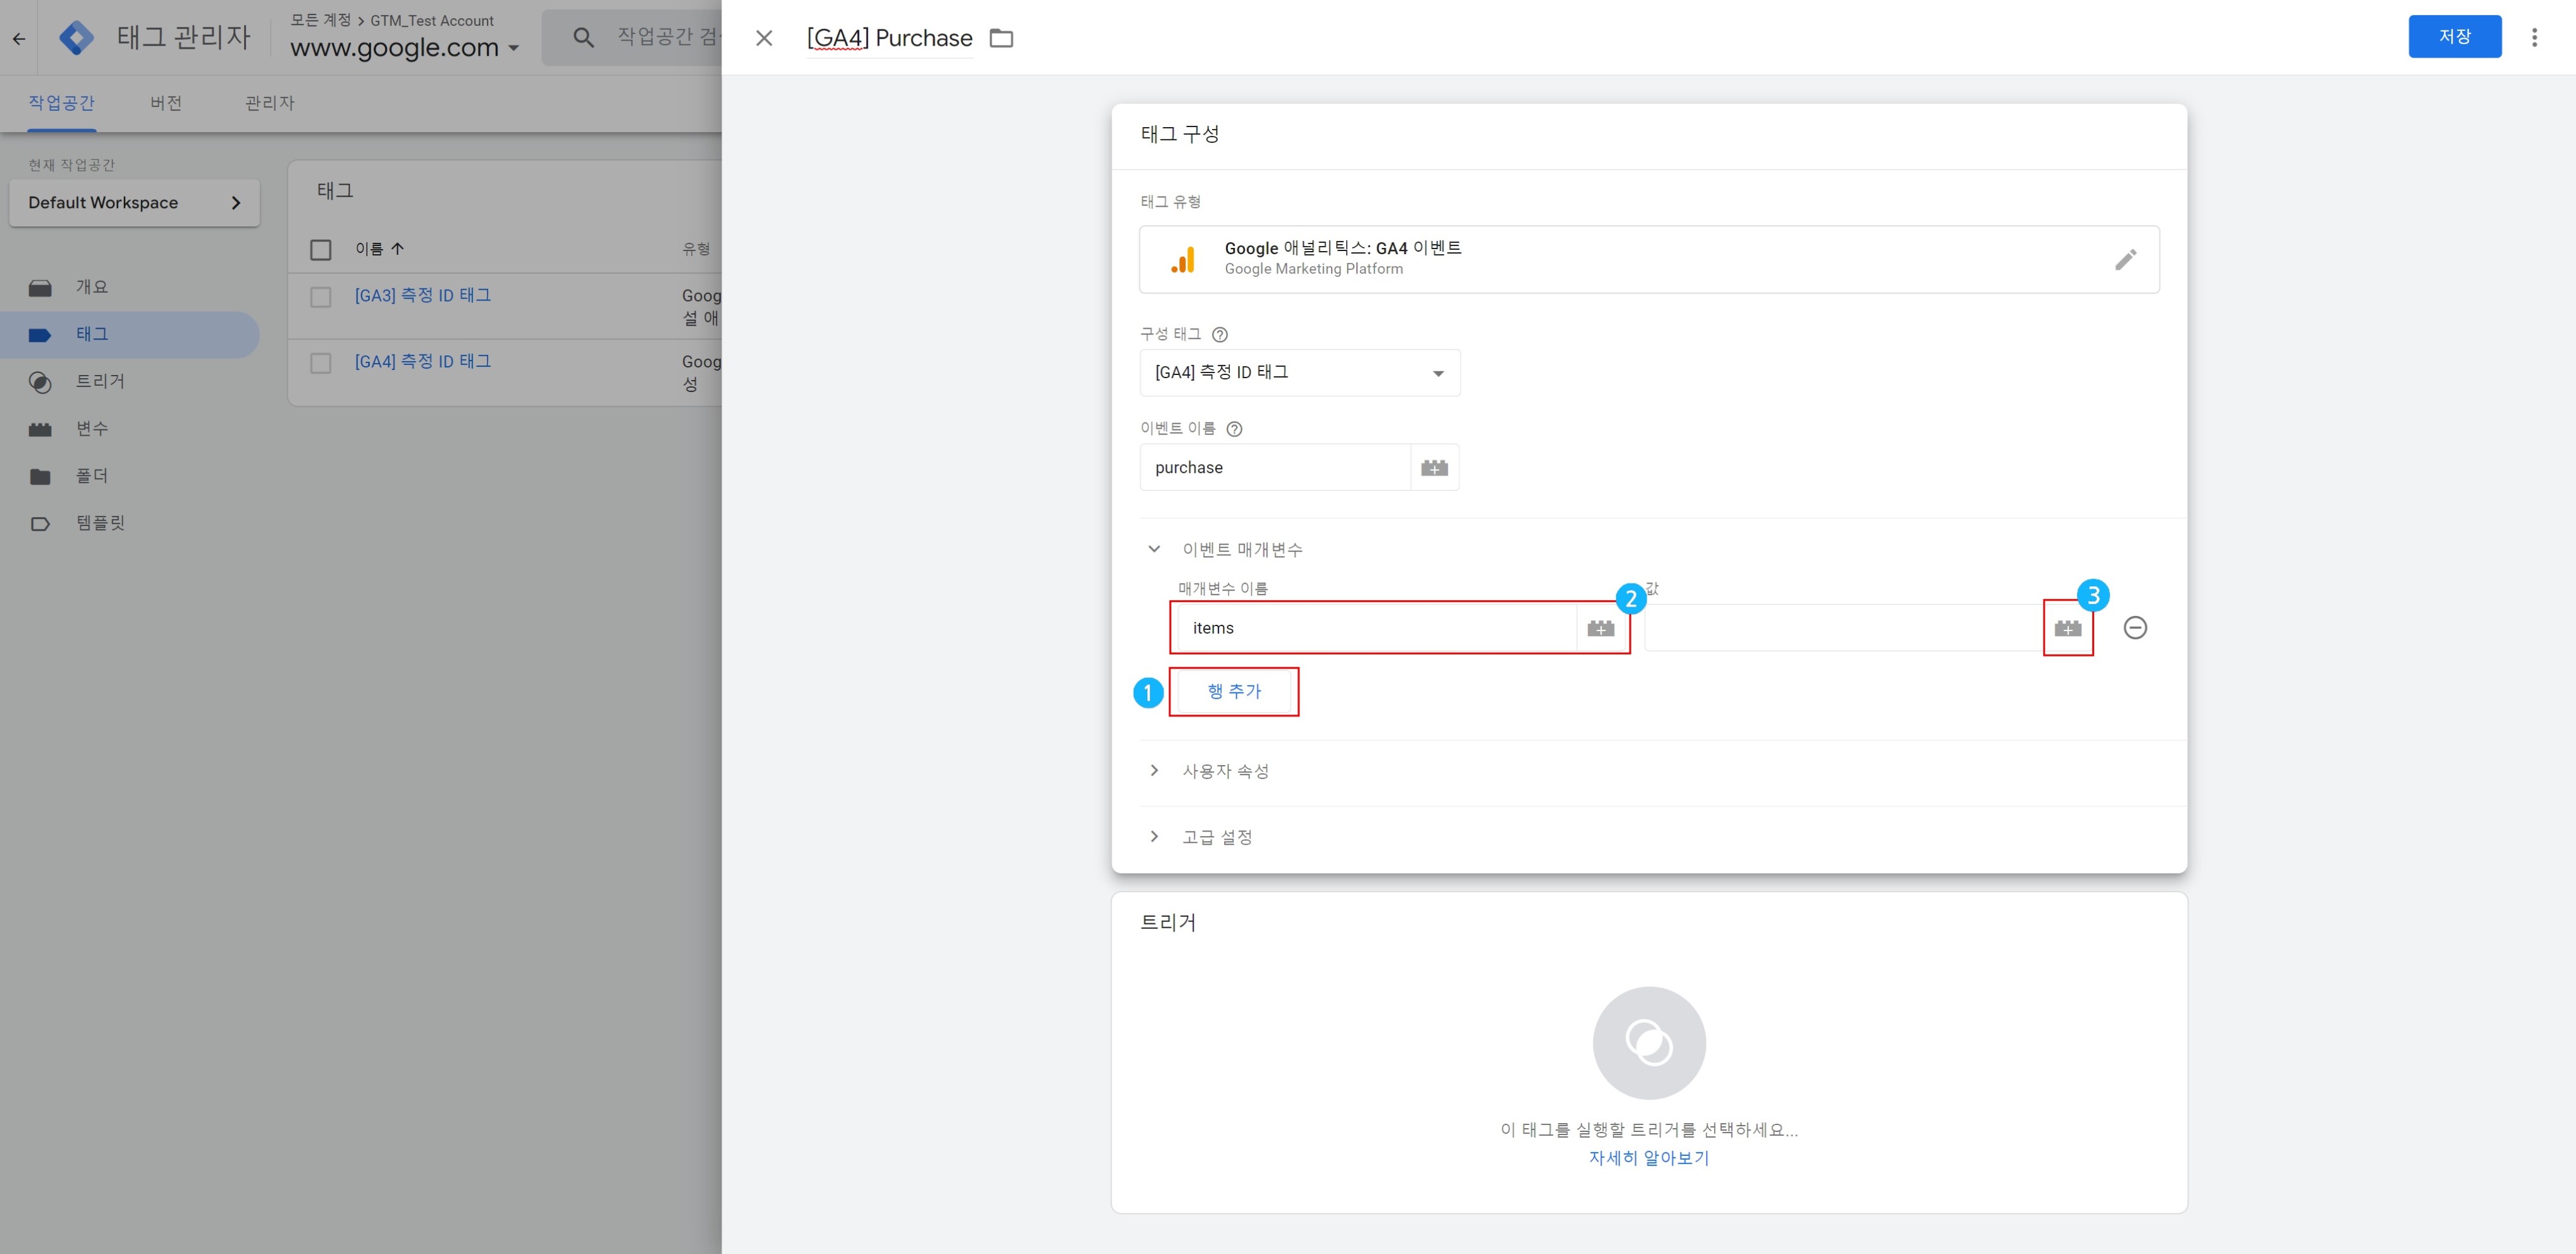 태그 관리자
모든 계정 > GTM_Test Account
www.google.com
작업공간 검
[GA4] Purchase
저장
작업공간
버전
관리자
현재 작업공간
Default Workspace
개요
태그
트리거
변수
폴더
템플릿
태그
이름
유형
[GA3] 측정 ID 태그
Goog
설 애
[GA4] 측정 ID 태그
Goog
성
태그 구성
태그 유형
Google 애널리틱스: GA4 이벤트
Google Marketing Platform
구성 태그
[GA4] 측정 ID 태그
이벤트 이름
purchase
이벤트 매개변수
매개변수 이름
2
값
3
items
1
행 추가
사용자 속성
고급 설정
트리거
이 태그를 실행할 트리거를 선택하세요...
자세히 알아보기